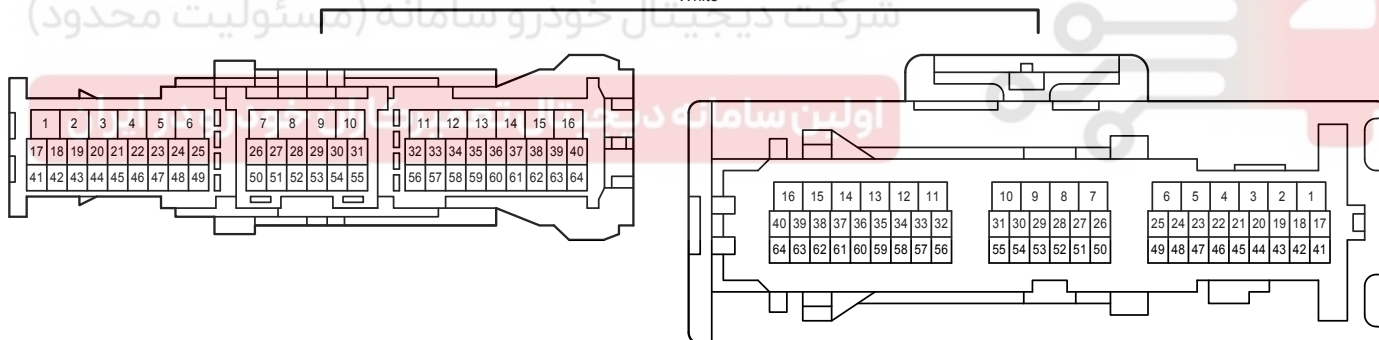 White
شرکت دیجیتال خودرو سامانه (مسئولیت محدود)
اولین سامانه دیجیتال تعمیرکاران خودرو در ایران
1 2 3 4 5 6 7 8 9 10 11 12 13 14 15 16
17 18 19 20 21 22 23 24 25 26 27 28 29 30 31 32 33 34 35 36 37 38 39 40
41 42 43 44 45 46 47 48 49 50 51 52 53 54 55 56 57 58 59 60 61 62 63 64
16 15 14 13 12 11 10 9 8 7 6 5 4 3 2 1
40 39 38 37 36 35 34 33 32 31 30 29 28 27 26 25 24 23 22 21 20 19 18 17
64 63 62 61 60 59 58 57 56 55 54 53 52 51 50 49 48 47 46 45 44 43 42 41